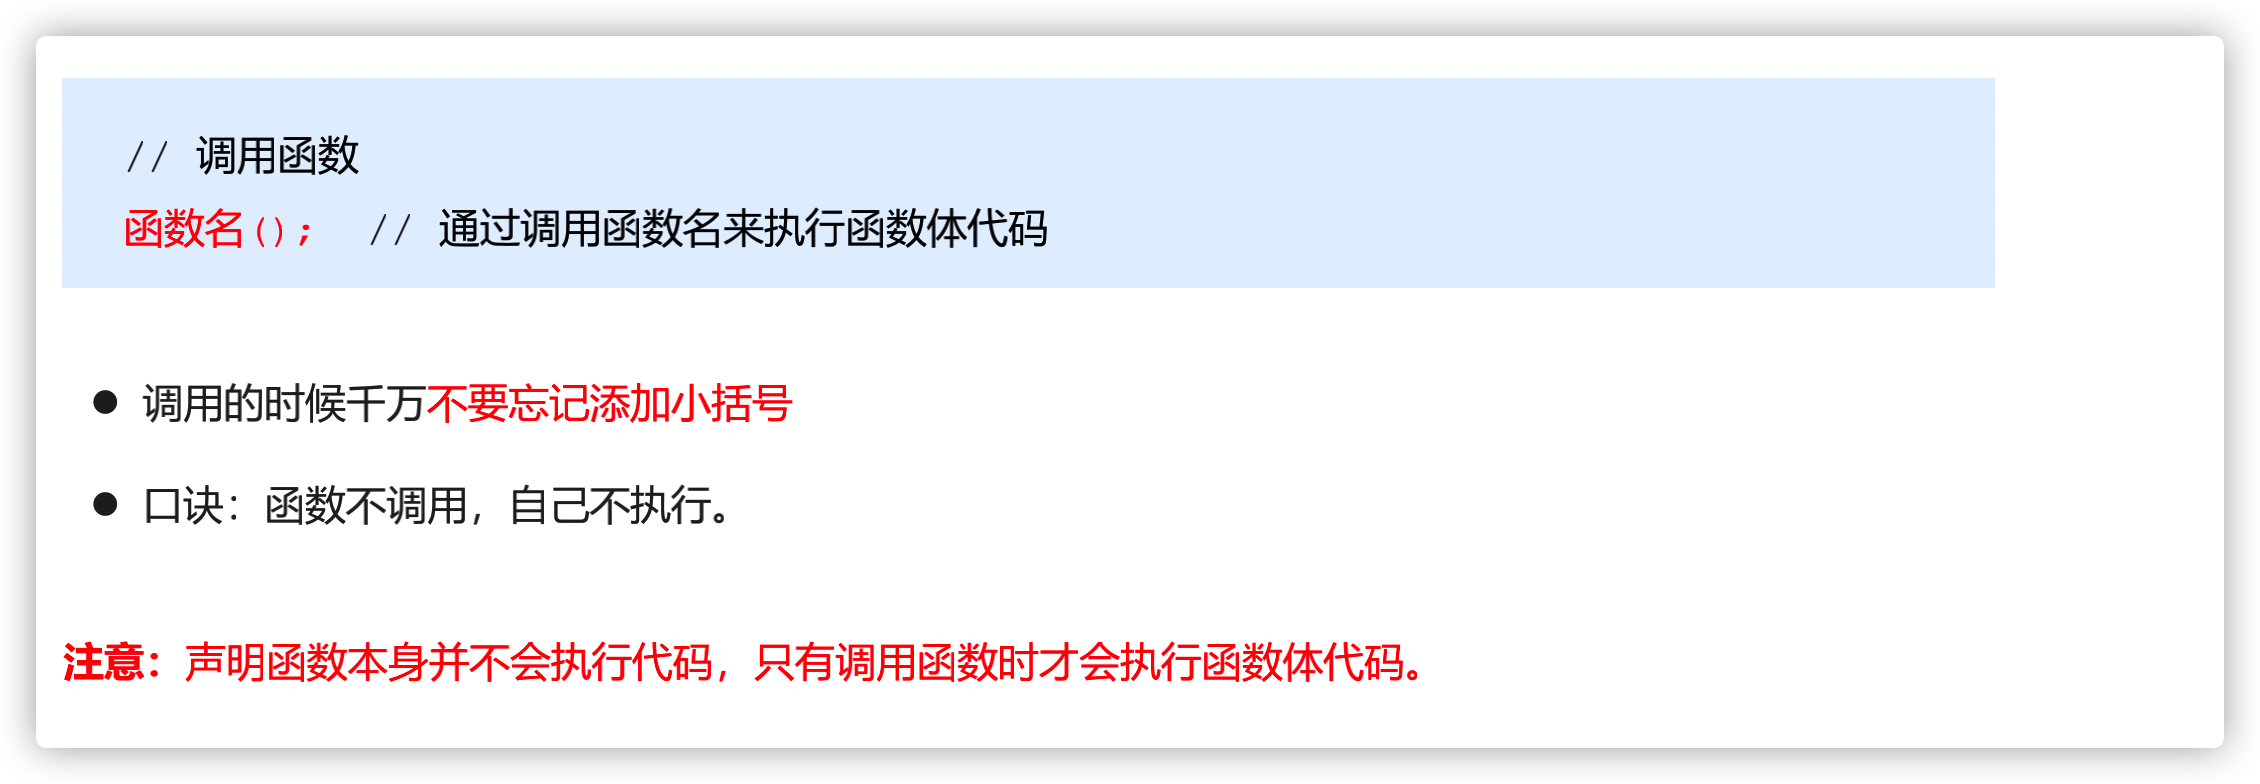 // 调用函数
函数名();  // 通过调用函数名来执行函数体代码
● 调用的时候千万不要忘记添加小括号
● 口诀：函数不调用，自己不执行。
注意：声明函数本身并不会执行代码，只有调用函数时才会执行函数体代码。